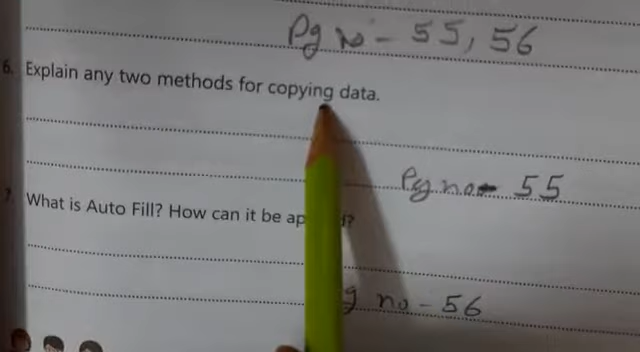 Pg no - 55, 56
6. Explain any two methods for copying data.
Pg no - 55
7. What is Auto Fill? How can it be
no - 56